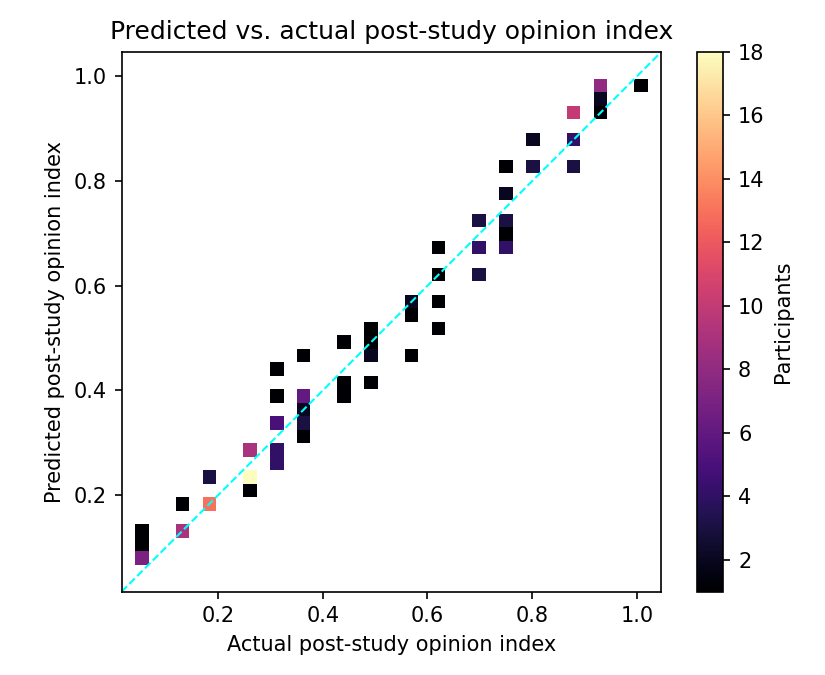 Predicted vs. actual post-study opinion index
Predicted post-study opinion index
1.0
0.8
0.6
0.4
0.2
0.2 0.4 0.6 0.8 1.0
Actual post-study opinion index
18
16
14
12
10
8
6
4
2
Participants